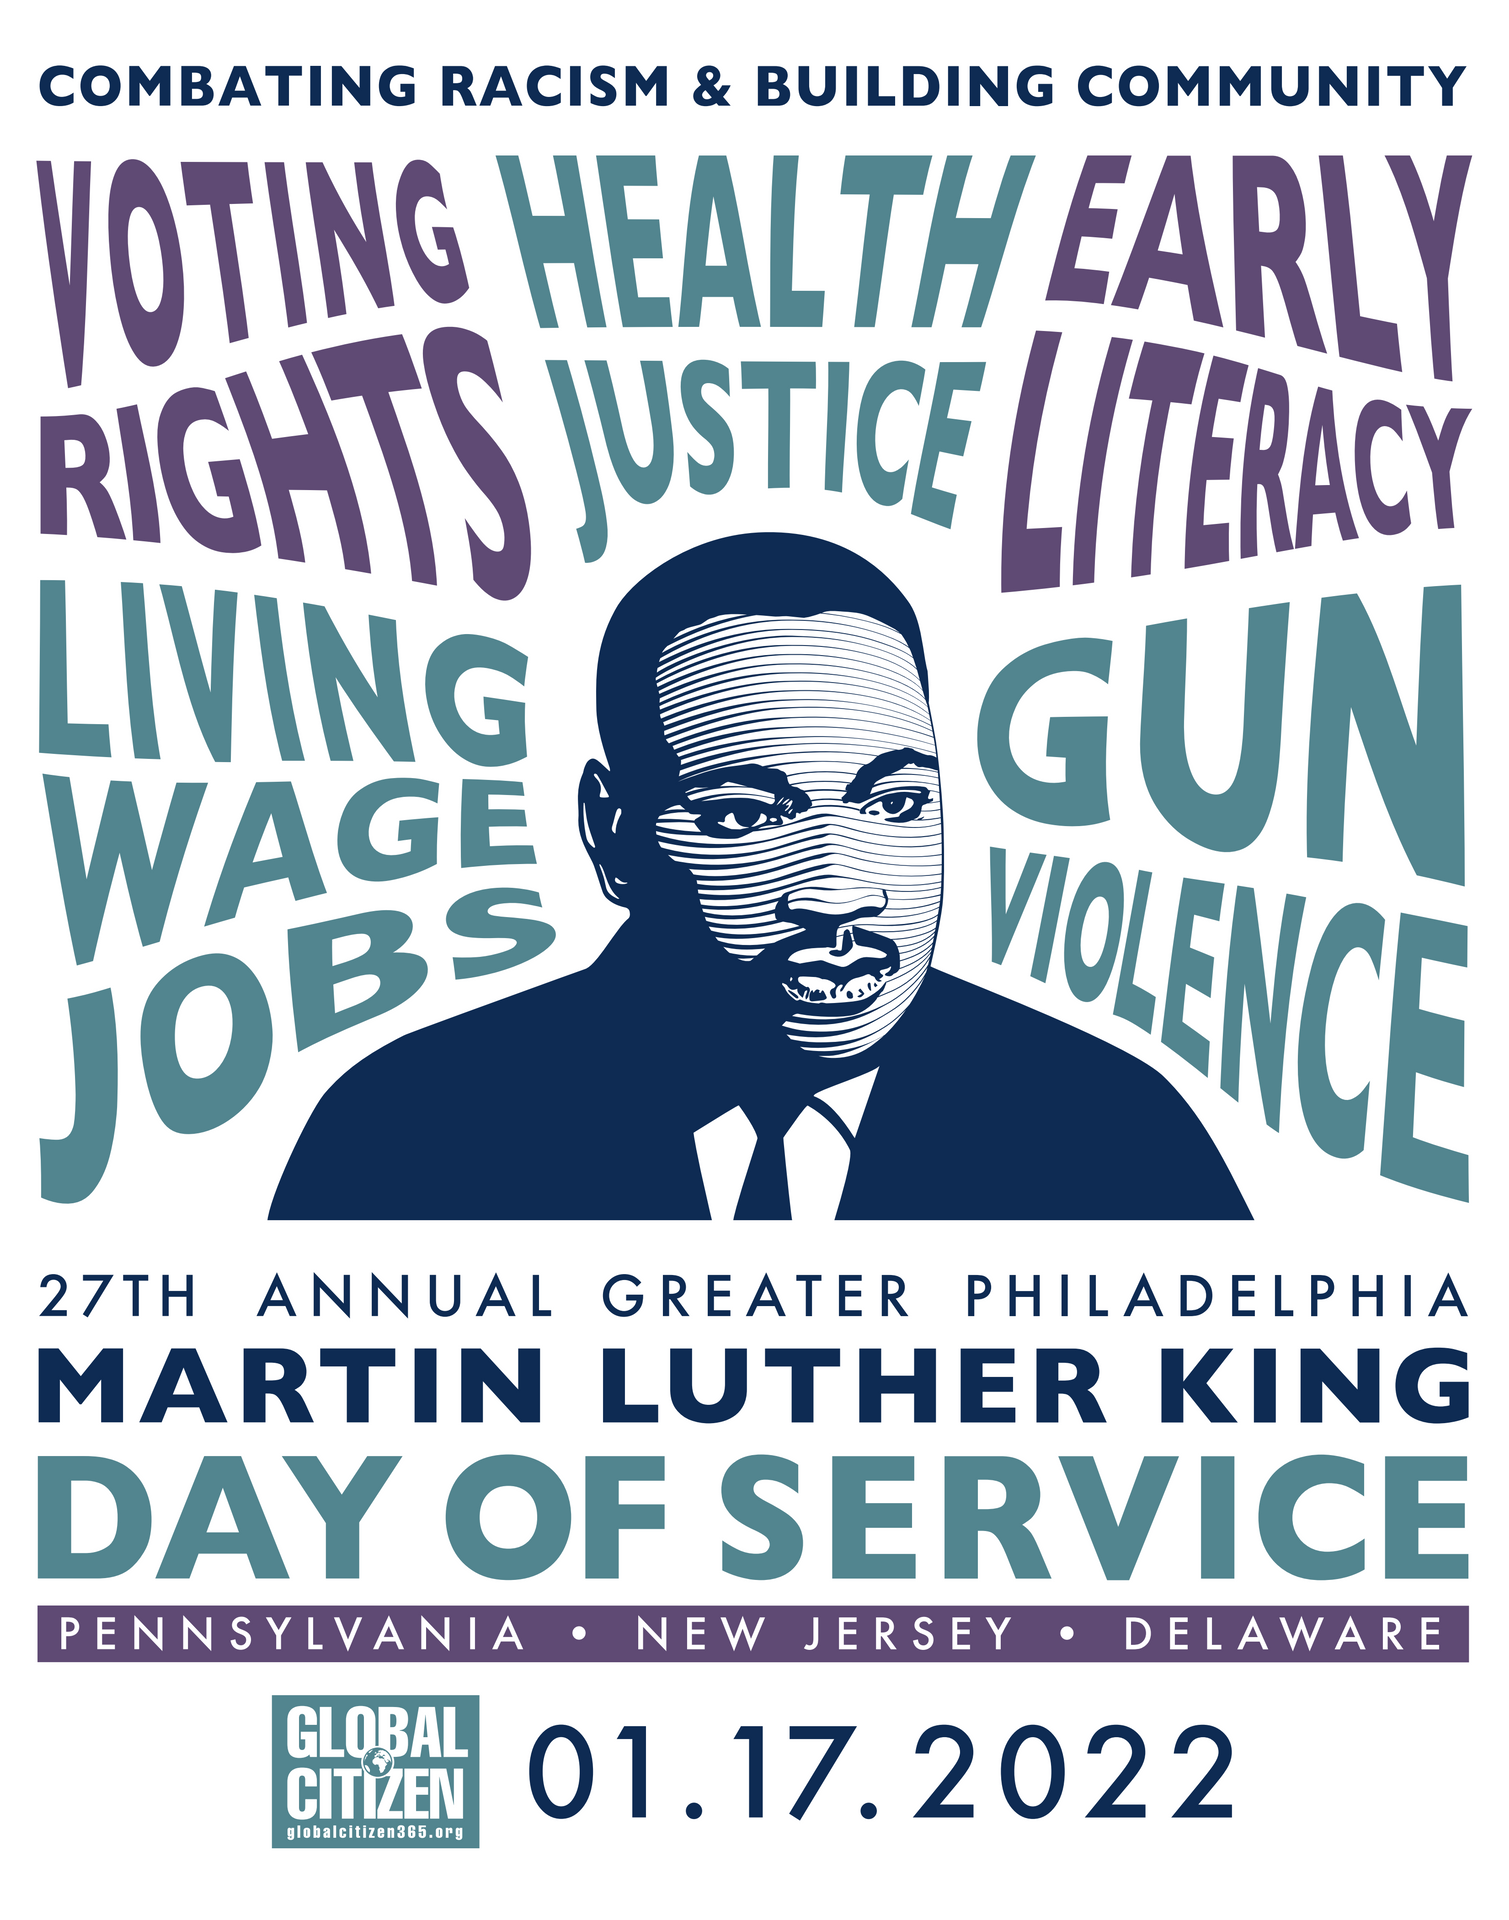 COMBATING RACISM & BUILDING COMMUNITY
VOTING
RIGHTS
HEALTH
JUSTICE
EARLY
LITERACY
LIVING
WAGE
JOBS
GUN
VIOLENCE
27TH ANNUAL GREATER PHILADELPHIA
MARTIN LUTHER KING
DAY OF SERVICE
PENNSYLVANIA • NEW JERSEY • DELAWARE
GLOBAL
CITIZEN
globalcitizen365.org
01.17.2022